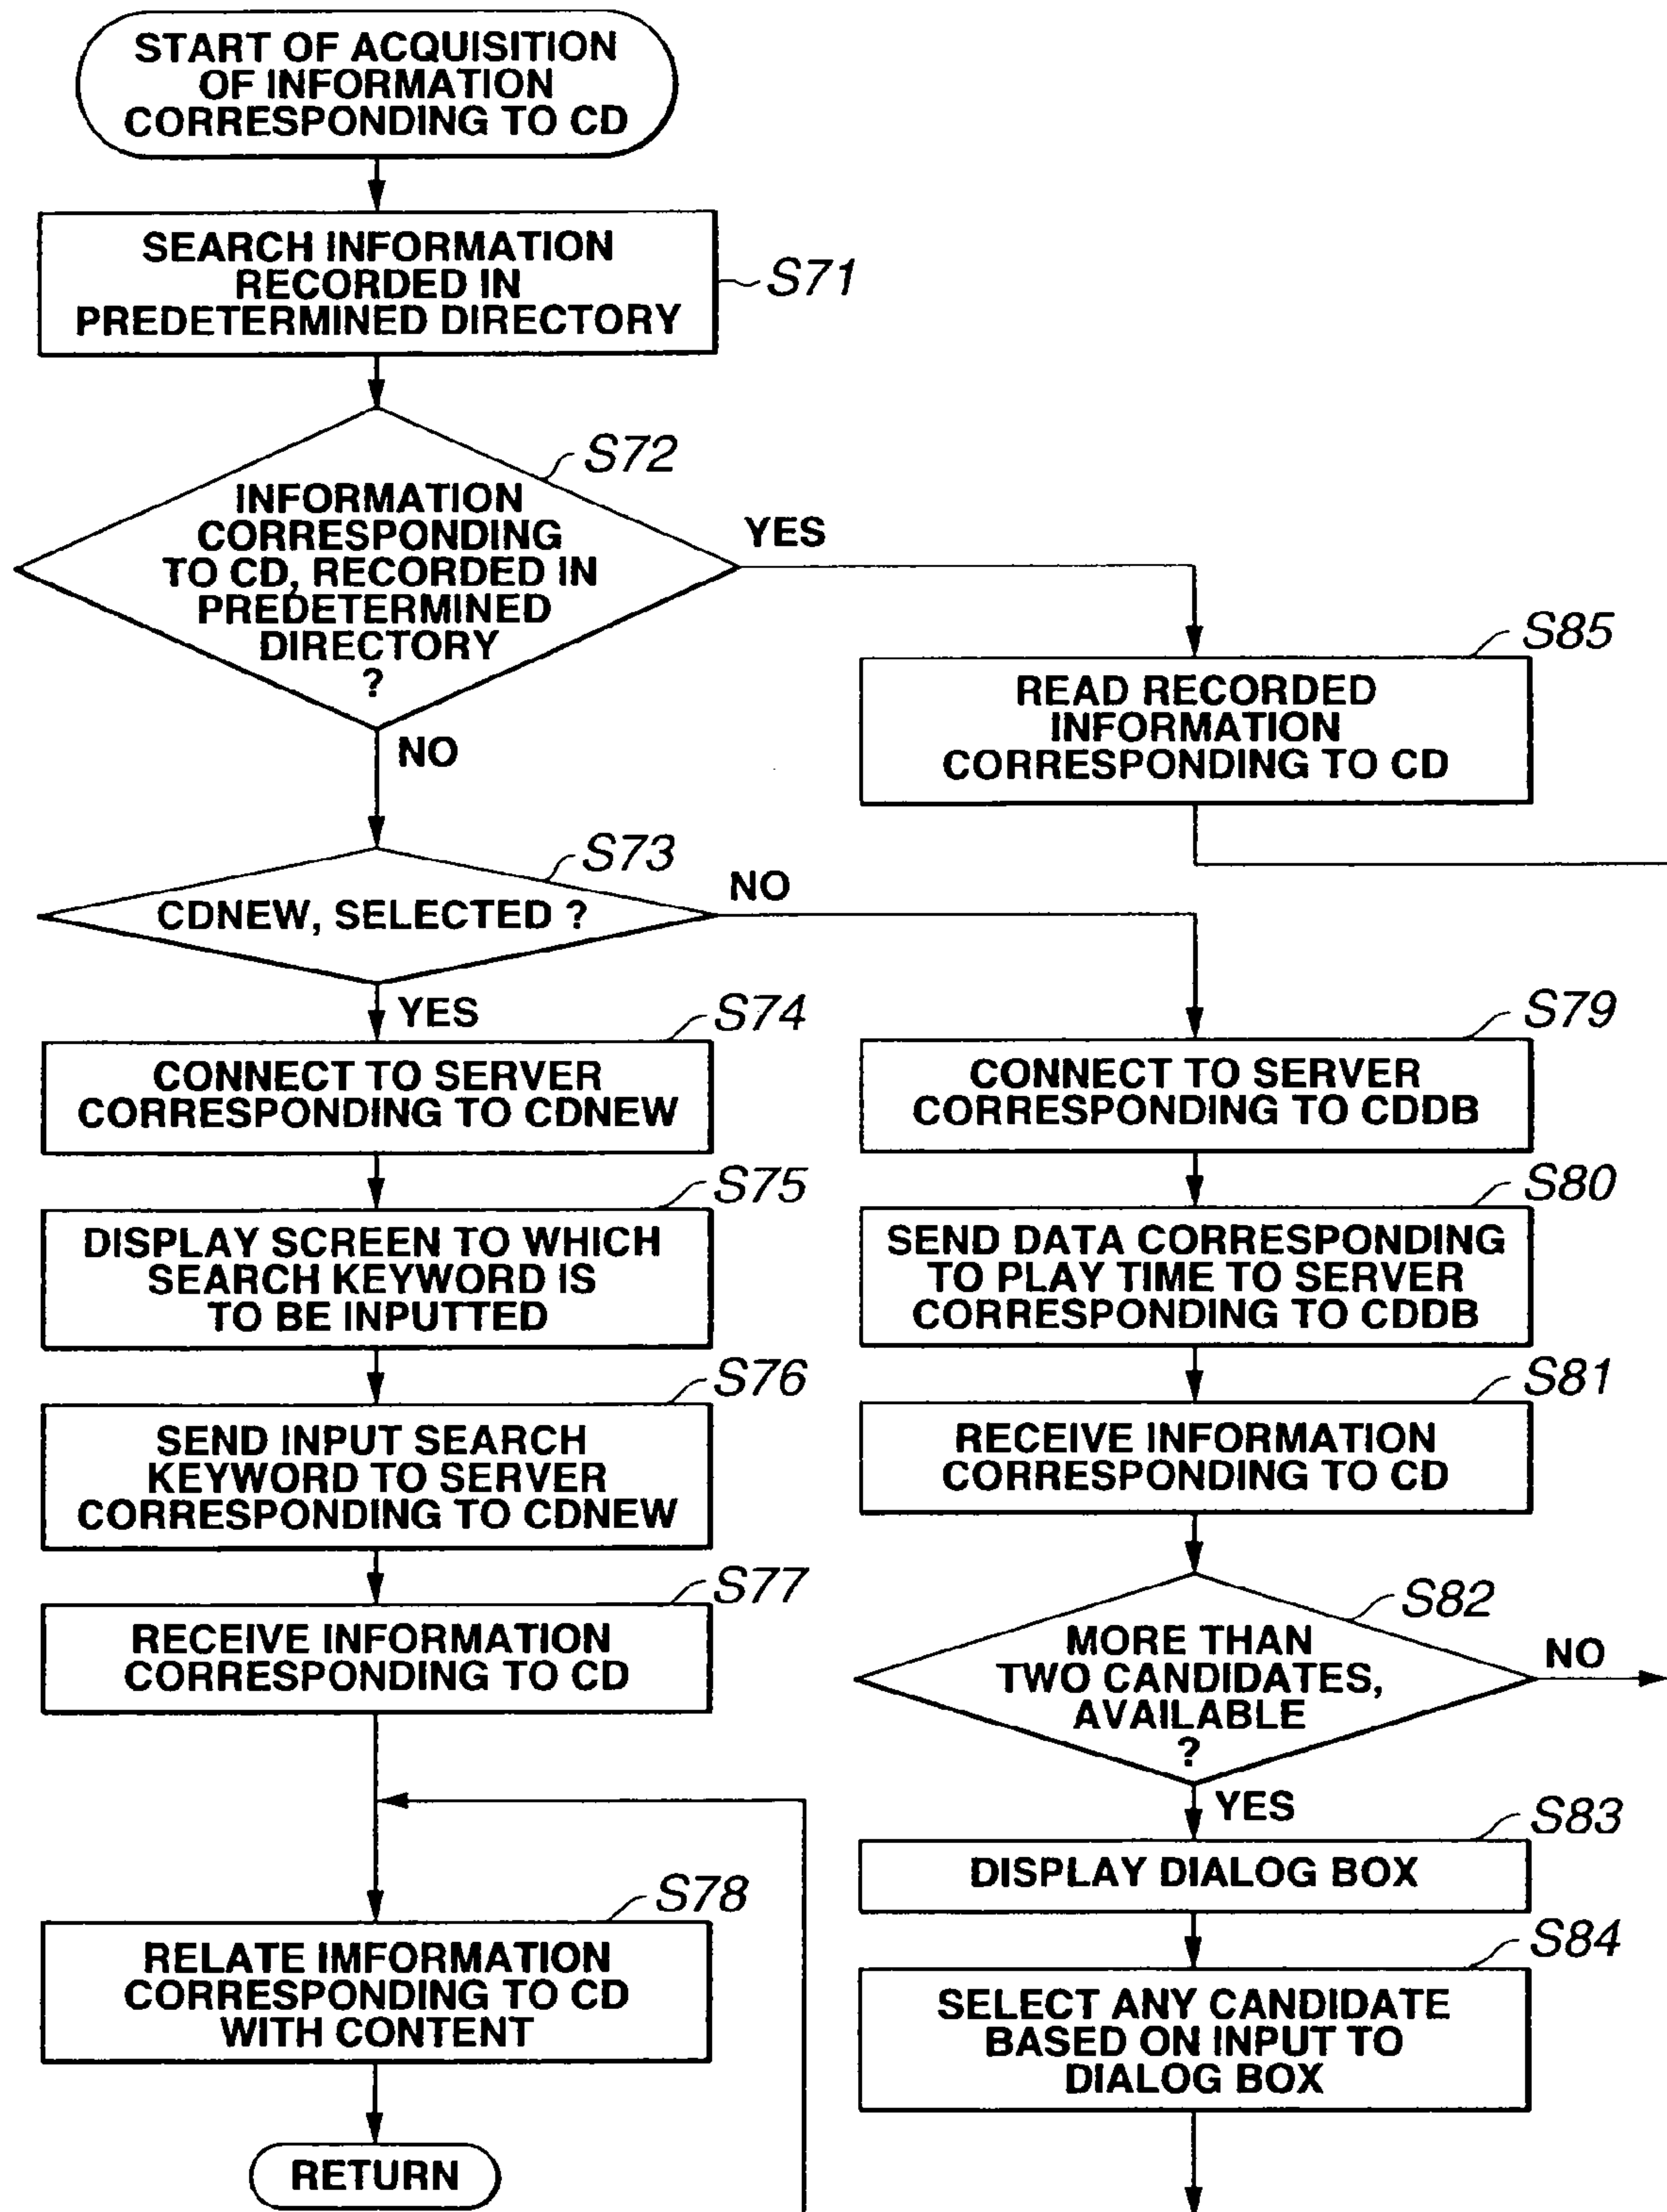 START OF ACQUISITION
OF INFORMATION
CORRESPONDING TO CD
SEARCH INFORMATION
RECORDED IN
PREDETERMINED DIRECTORY
S71
S72
INFORMATION
CORRESPONDING
TO CD, RECORDED IN
PREDETERMINED
DIRECTORY
?
YES
NO
S85
READ RECORDED
INFORMATION
CORRESPONDING TO CD
S73
CDNEW, SELECTED ?
NO
YES
S74
CONNECT TO SERVER
CORRESPONDING TO CDNEW
S75
DISPLAY SCREEN TO WHICH
SEARCH KEYWORD IS
TO BE INPUTTED
S76
SEND INPUT SEARCH
KEYWORD TO SERVER
CORRESPONDING TO CDNEW
S77
RECEIVE INFORMATION
CORRESPONDING TO CD
S78
RELATE IMFORMATION
CORRESPONDING TO CD
WITH CONTENT
RETURN
S79
CONNECT TO SERVER
CORRESPONDING TO CDDB
S80
SEND DATA CORRESPONDING
TO PLAY TIME TO SERVER
CORRESPONDING TO CDDB
S81
RECEIVE INFORMATION
CORRESPONDING TO CD
S82
MORE THAN
TWO CANDIDATES,
AVAILABLE
?
NO
YES
S83
DISPLAY DIALOG BOX
S84
SELECT ANY CANDIDATE
BASED ON INPUT TO
DIALOG BOX